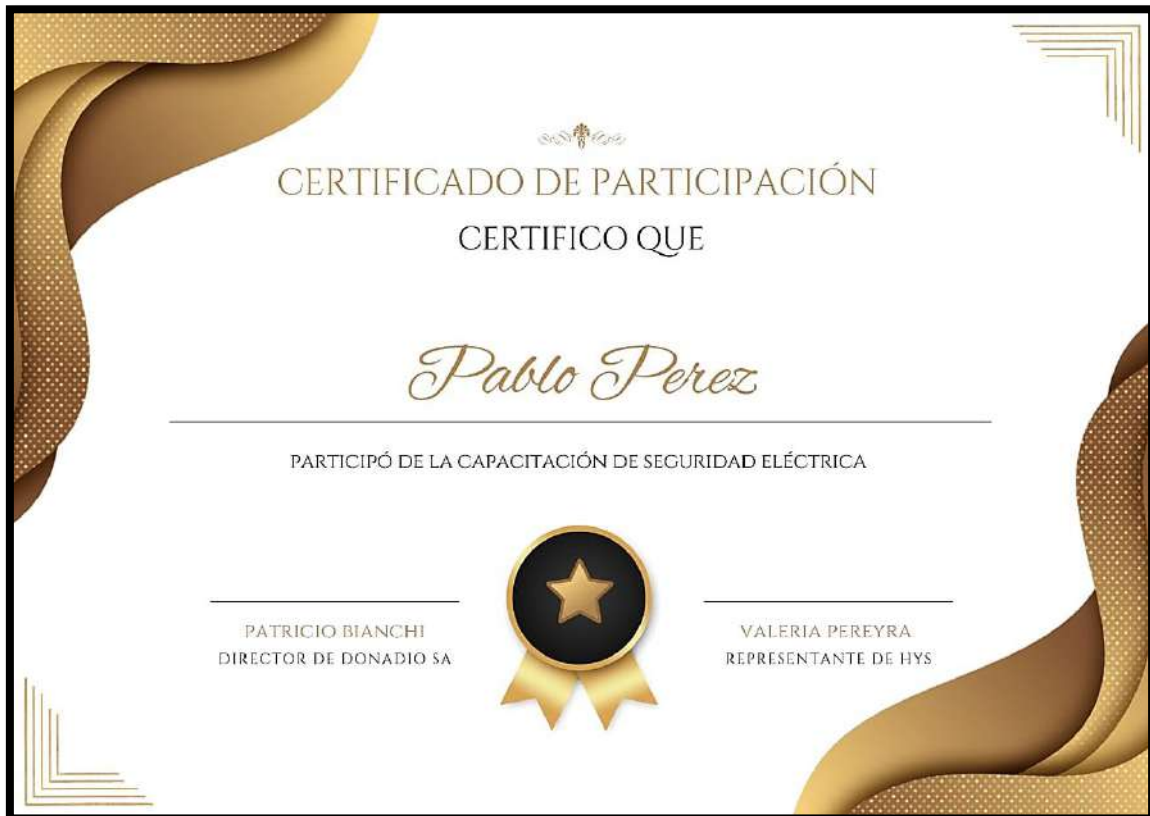 CERTIFICADO DE PARTICIPACIÓN
CERTIFICO QUE
Pablo Perez
PARTICIPÓ DE LA CAPACITACIÓN DE SEGURIDAD ELÉCTRICA
PATRICIO BIANCHI
DIRECTOR DE DONADIO SA
VALERIA PEREYRA
REPRESENTANTE DE HYS